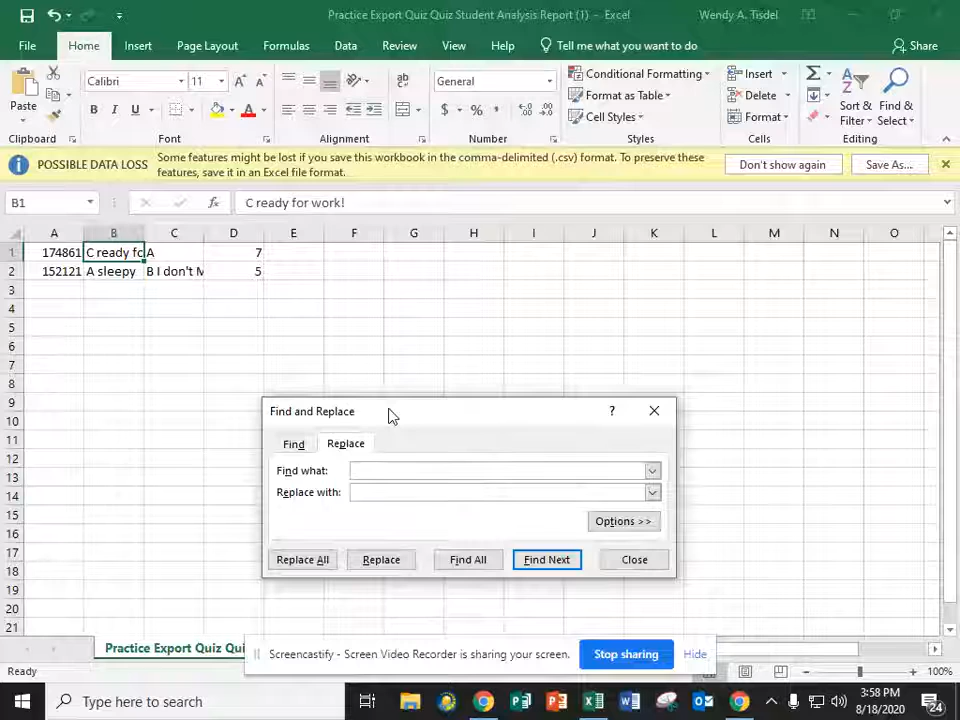 Practice Export Quiz Quiz Student Analysis Report (1) – Excel
Wendy A. Tisdel
File Home Insert Page Layout Formulas Data Review View Help Tell me what you want to do Share
Paste
Calibri 11
General
Conditional Formatting
Format as Table
Cell Styles
Insert
Delete
Format
Sort & Filter
Find & Select
Clipboard Font Alignment Number Styles Cells Editing
POSSIBLE DATA LOSS Some features might be lost if you save this workbook in the comma-delimited (.csv) format. To preserve these
features, save it in an Excel file format.
Don't show again
Save As...
B1 fx C ready for work!
A B C D E F G H I J K L M N O
1 174861 C ready fo A 7
2 152121 A sleepy B I don't M 5
3
4
5
6
7
8
9
10
11
12
13
14
15
16
17
18
19
20
21
Find and Replace ?
Find Replace
Find what:
Replace with:
Options >>
Replace All Replace Find All Find Next Close
Practice Export Quiz Qui
Screencastify - Screen Video Recorder is sharing your screen. Stop sharing Hide
Ready
100%
Type here to search
3:58 PM
8/18/2020
24